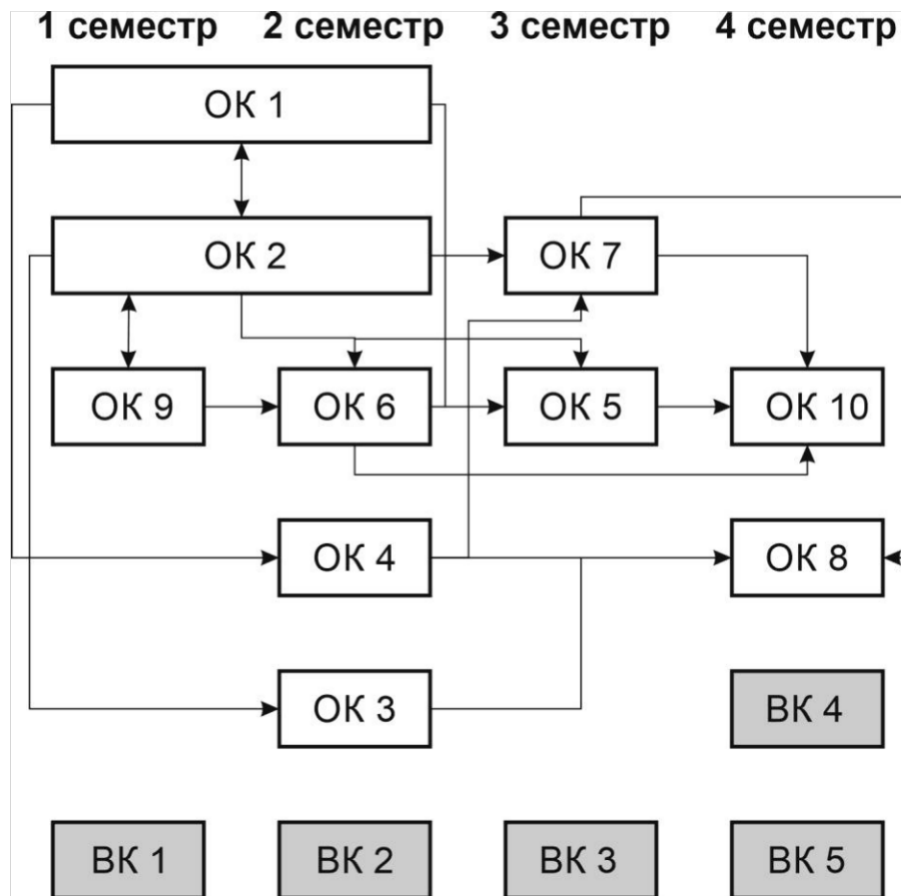 1 семестр 2 семестр 3 семестр 4 семестр
ОК 1
ОК 2 ОК 7
ОК 9 ОК 6 ОК 5 ОК 10
ОК 4 ОК 8
ОК 3 ВК 4
ВК 1 ВК 2 ВК 3 ВК 5